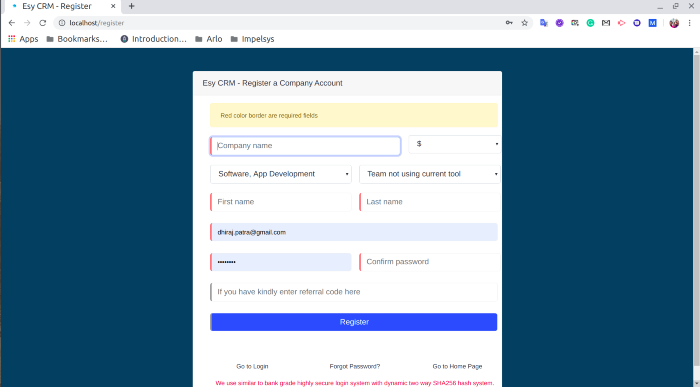 Esy CRM - Register
localhost/register
Apps
Bookmarks...
Introduction...
Arlo
Impelsys
Esy CRM - Register a Company Account
Red color border are required fields
Company name
$
Software, App Development
Team not using current tool
First name
Last name
dhiraj.patra@gmail.com
••••••••
Confirm password
If you have kindly enter referral code here
Register
Go to Login
Forgot Password?
Go to Home Page
We use similar to bank grade highly secure login system with dynamic two way SHA256 hash system.